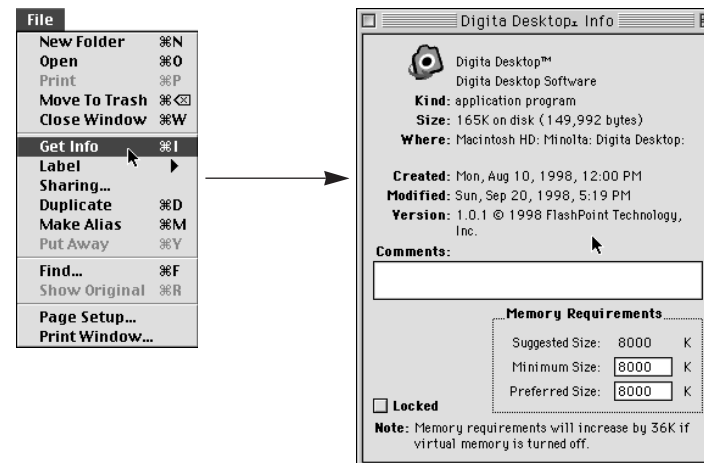 File
New Folder ⌘N
Open ⌘O
Print ⌘P
Move To Trash ⌘⌫
Close Window ⌘W
Get Info ⌘I
Label
Sharing...
Duplicate ⌘D
Make Alias ⌘M
Put Away ⌘Y
Find... ⌘F
Show Original ⌘R
Page Setup...
Print Window...
Digita Desktop™ Info
Digita Desktop™
Digita Desktop Software
Kind: application program
Size: 165K on disk (149,992 bytes)
Where: Macintosh HD: Minolta: Digita Desktop:
Created: Mon, Aug 10, 1998, 12:00 PM
Modified: Sun, Sep 20, 1998, 5:19 PM
Version: 1.0.1 © 1998 FlashPoint Technology,
Inc.
Comments:
Memory Requirements
Suggested Size: 8000 K
Minimum Size: 8000 K
Preferred Size: 8000 K
Locked
Note: Memory requirements will increase by 36K if
virtual memory is turned off.